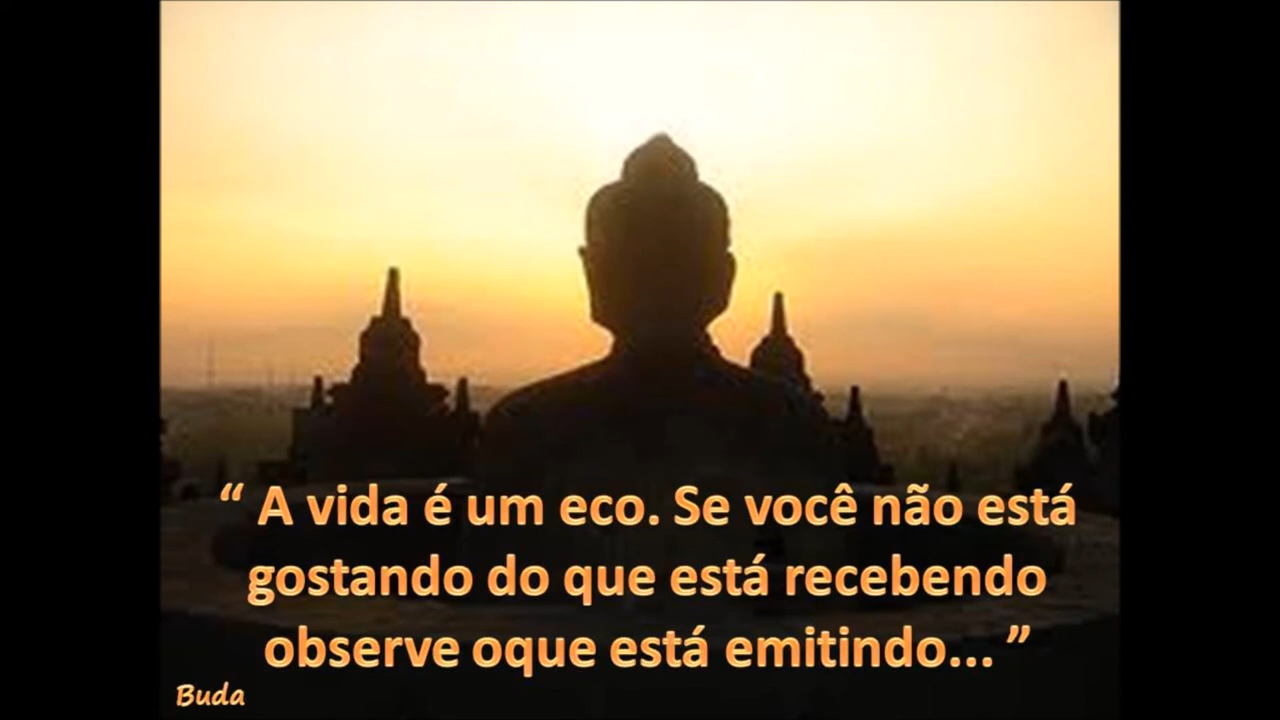 “ A vida é um eco. Se você não está
gostando do que está recebendo
observe oque está emitindo... ”
Buda